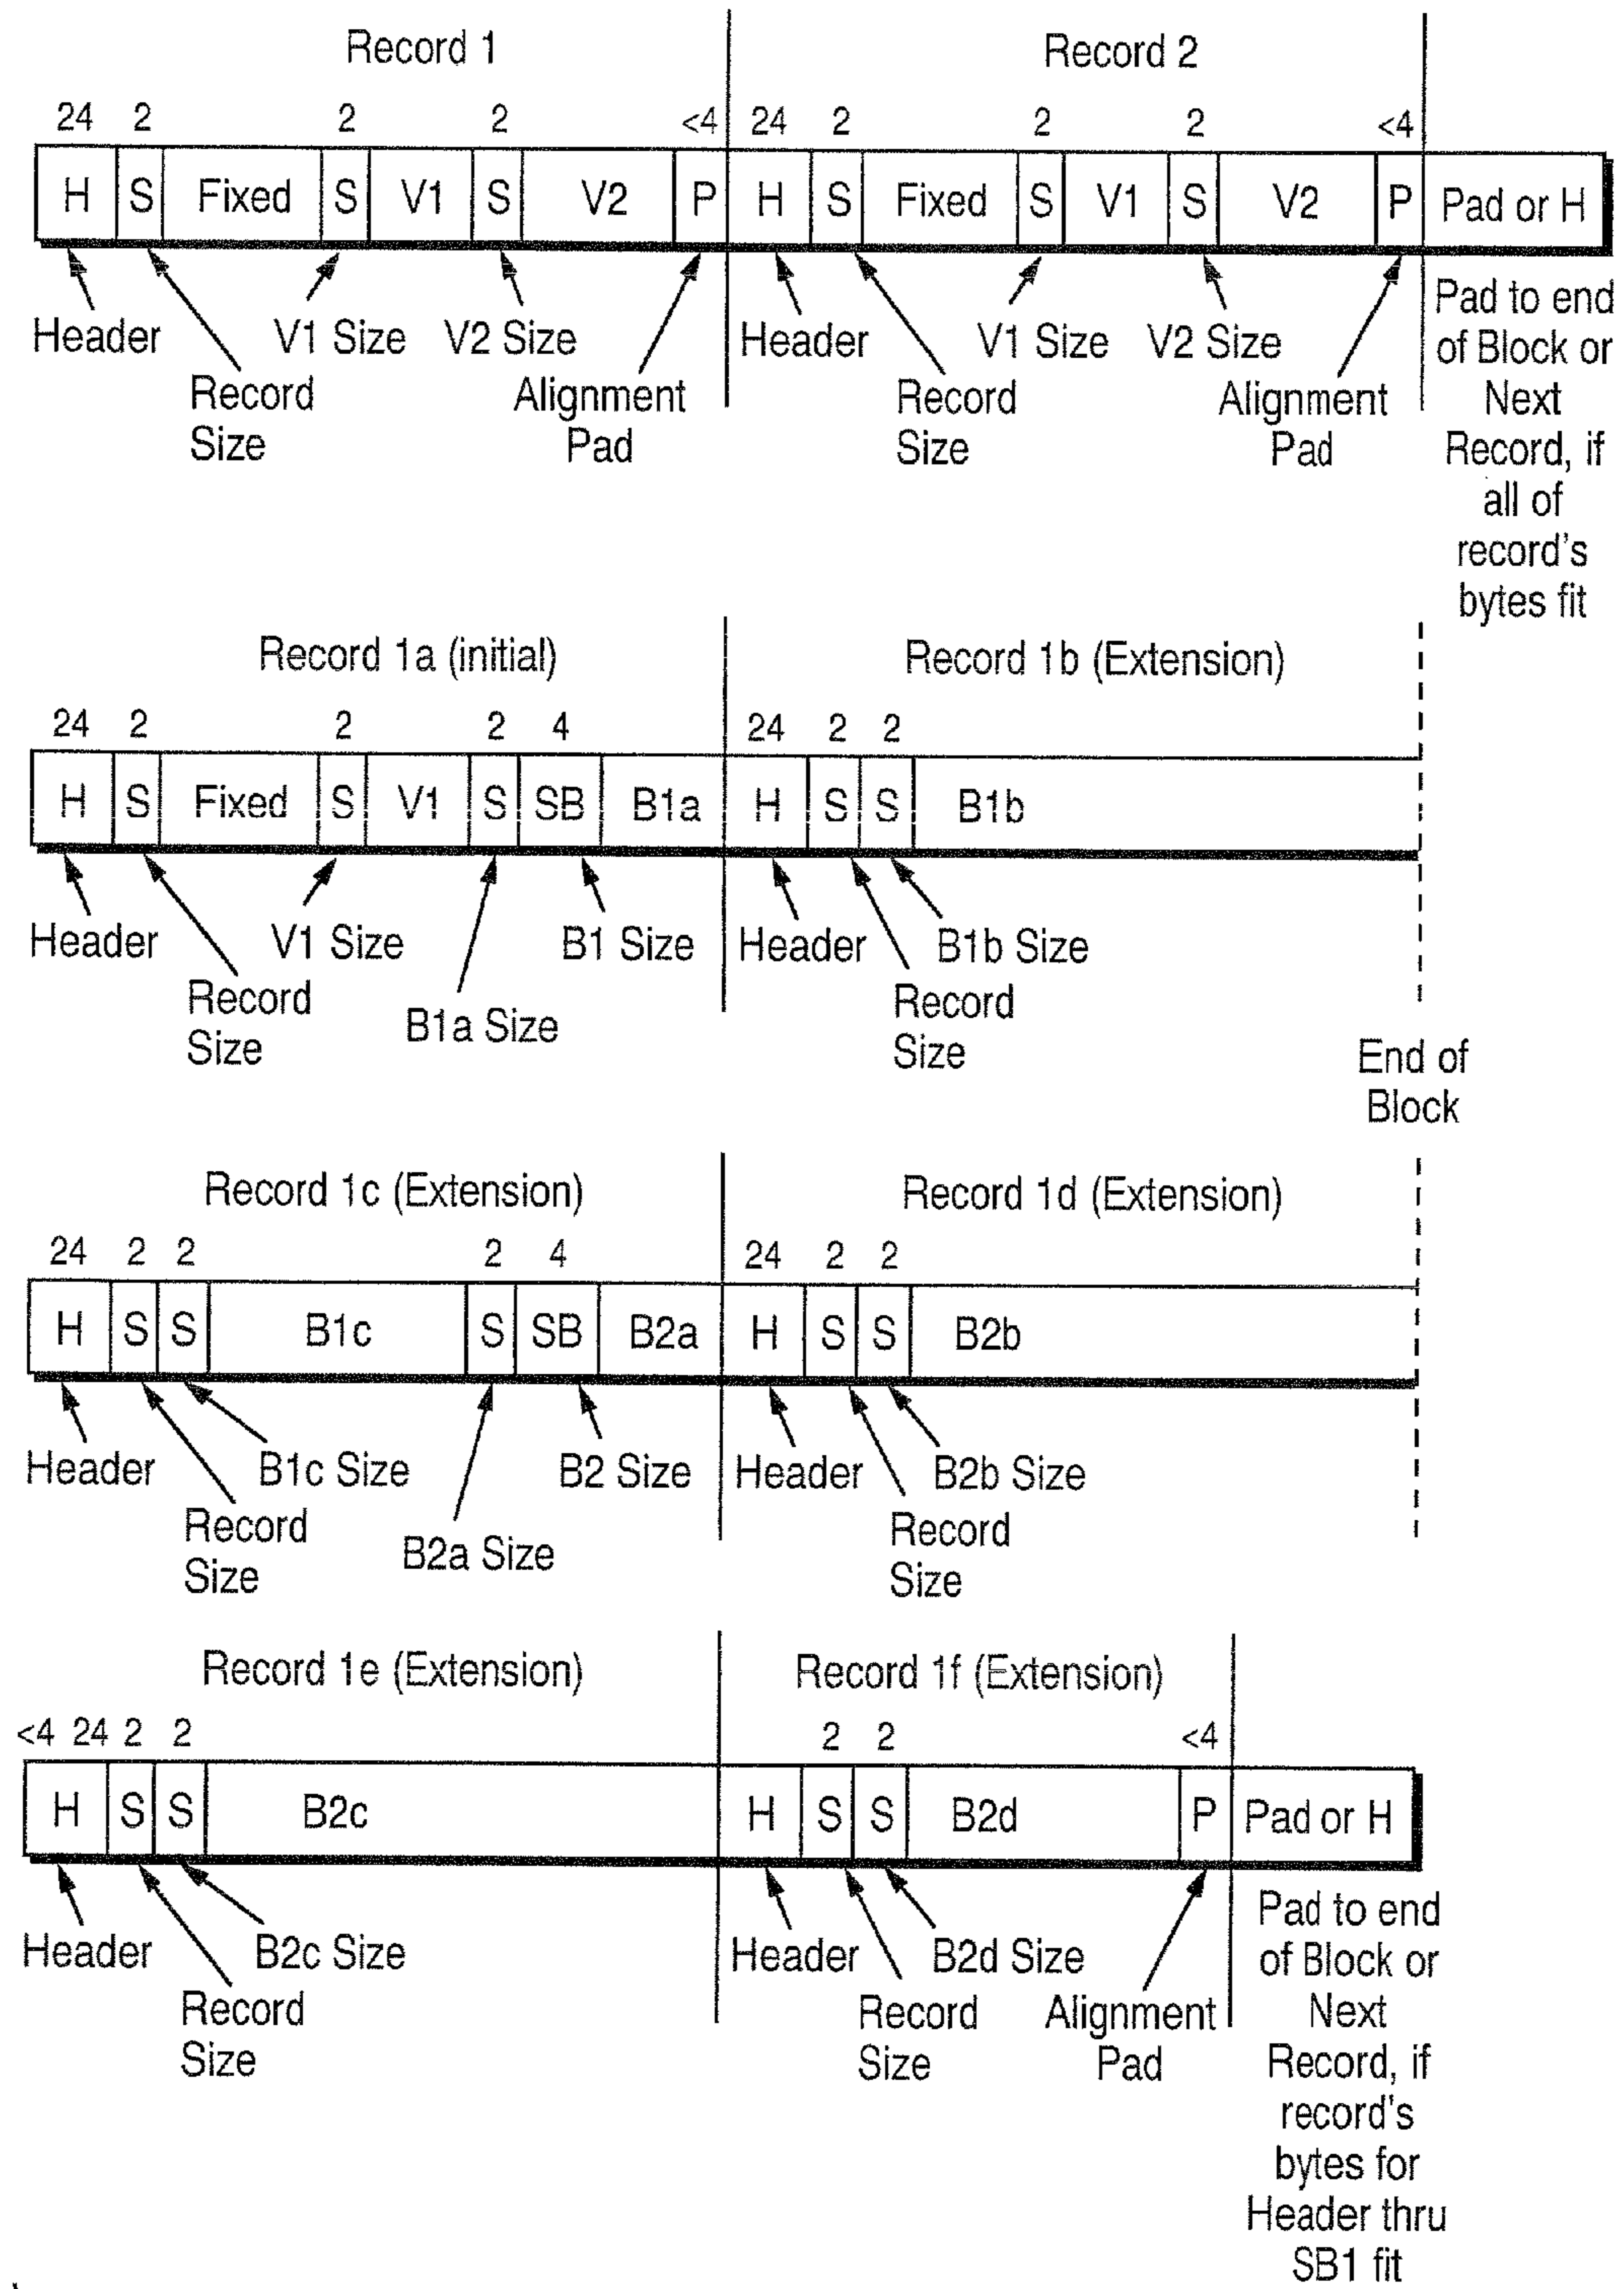 Record 1 Record 2
24 2 2 2 <4 24 2 2 2 <4
H S Fixed S V1 S V2 P H S Fixed S V1 S V2 P Pad or H
Header V1 Size V2 Size Header V1 Size V2 Size
Record Size Alignment Pad Record Size Alignment Pad
Pad to end
of Block or
Next
Record, if
all of
record's
bytes fit
Record 1a (initial) Record 1b (Extension)
24 2 2 2 4 24 2 2
H S Fixed S V1 S SB B1a H S S B1b
Header V1 Size B1 Size Header B1b Size
Record Size B1a Size Record Size
End of
Block
Record 1c (Extension) Record 1d (Extension)
24 2 2 2 4 24 2 2
H S S B1c S SB B2a H S S B2b
Header B1c Size B2 Size Header B2b Size
Record Size B2a Size Record Size
Record 1e (Extension) Record 1f (Extension)
<4 24 2 2 2 2 <4
H S S B2c H S S B2d P Pad or H
Header B2c Size Header B2d Size
Record Size Record Size Alignment Pad
Pad to end
of Block or
Next
Record, if
record's
bytes for
Header thru
SB1 fit